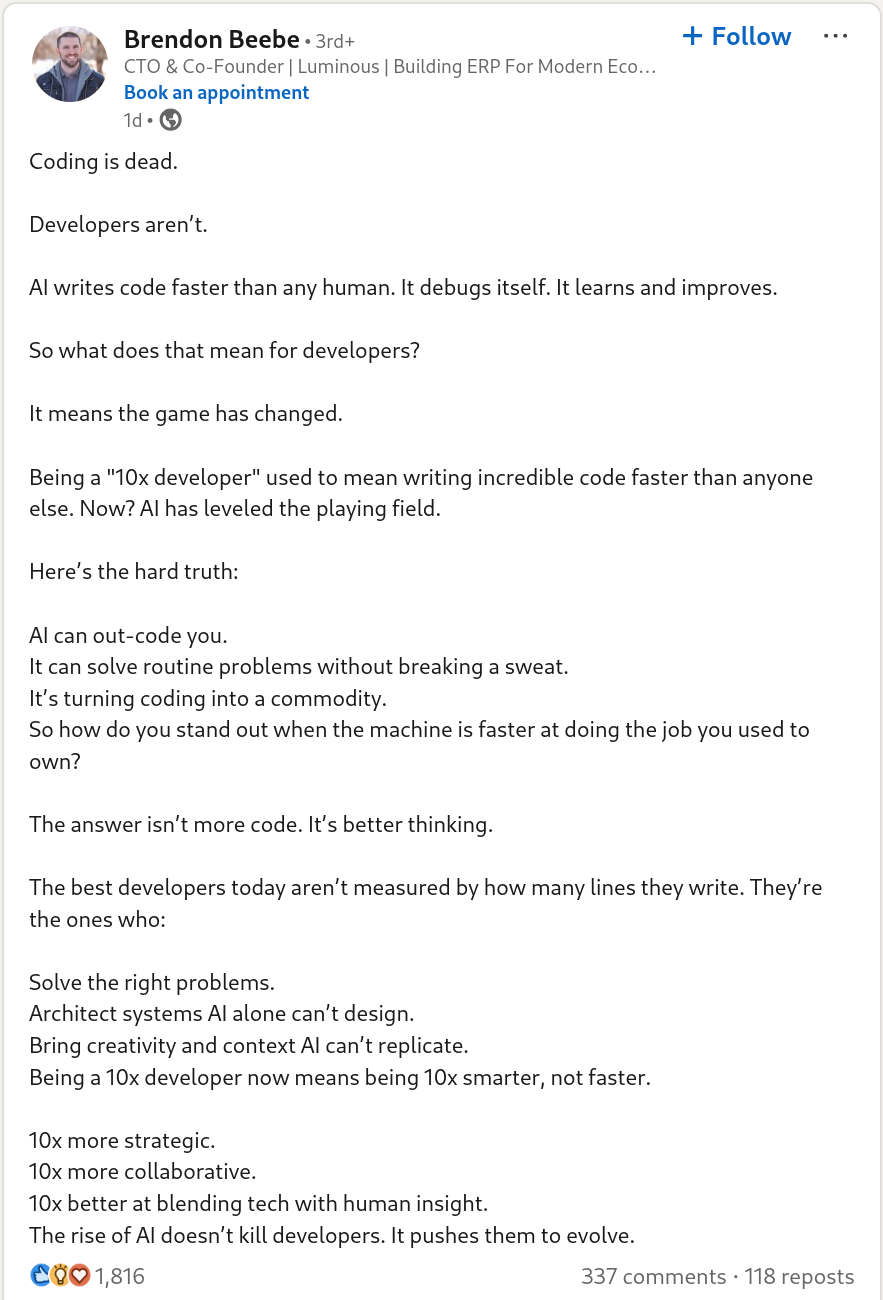 Brendon Beebe • 3rd+
+ Follow
CTO & Co-Founder | Luminous | Building ERP For Modern Eco...
Book an appointment
1d •
Coding is dead.
Developers aren’t.
AI writes code faster than any human. It debugs itself. It learns and improves.
So what does that mean for developers?
It means the game has changed.
Being a "10x developer" used to mean writing incredible code faster than anyone
else. Now? AI has leveled the playing field.
Here’s the hard truth:
AI can out-code you.
It can solve routine problems without breaking a sweat.
It’s turning coding into a commodity.
So how do you stand out when the machine is faster at doing the job you used to
own?
The answer isn’t more code. It’s better thinking.
The best developers today aren’t measured by how many lines they write. They’re
the ones who:
Solve the right problems.
Architect systems AI alone can’t design.
Bring creativity and context AI can’t replicate.
Being a 10x developer now means being 10x smarter, not faster.
10x more strategic.
10x more collaborative.
10x better at blending tech with human insight.
The rise of AI doesn’t kill developers. It pushes them to evolve.
1,816
337 comments · 118 reposts